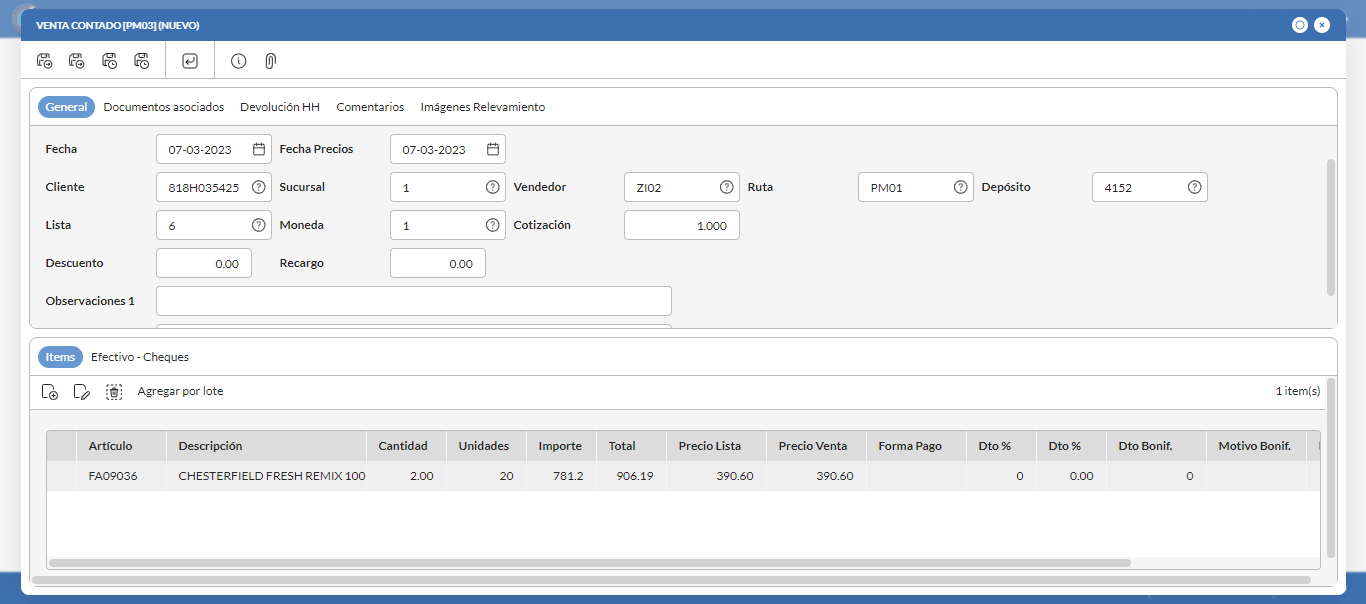 VENTA CONTADO [PM03] (NUEVO)
General Documentos asociados Devolución HH Comentarios Imágenes Relevamiento
Fecha 07-03-2023 Fecha Precios 07-03-2023
Cliente 818H035425 Sucursal 1 Vendedor ZI02 Ruta PM01 Depósito 4152
Lista 6 Moneda 1 Cotización 1.000
Descuento 0.00 Recargo 0.00
Observaciones 1
Items Efectivo - Cheques
Agregar por lote 1 item(s)
Artículo Descripción Cantidad Unidades Importe Total Precio Lista Precio Venta Forma Pago Dto % Dto % Dto Bonif. Motivo Bonif.
FA09036 CHESTERFIELD FRESH REMIX 100 2.00 20 781.2 906.19 390.60 390.60 0 0.00 0